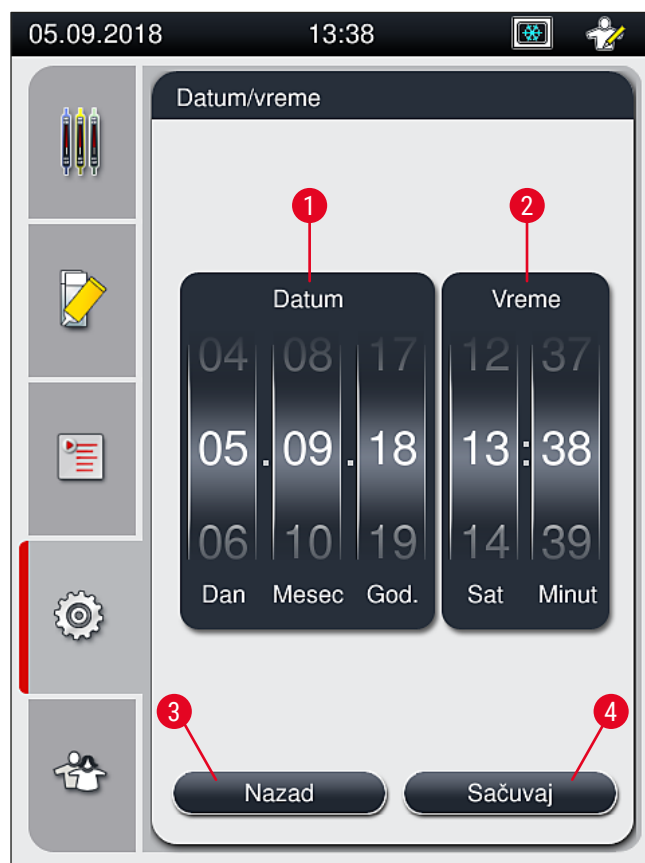 05.09.2018 13:38
Datum/vreme
1 2
Datum Vreme
04 08 17 12 37
05 . 09 . 18 13 : 38
06 10 19 14 39
Dan Mesec God. Sat Minut
3 4
Nazad Sačuvaj